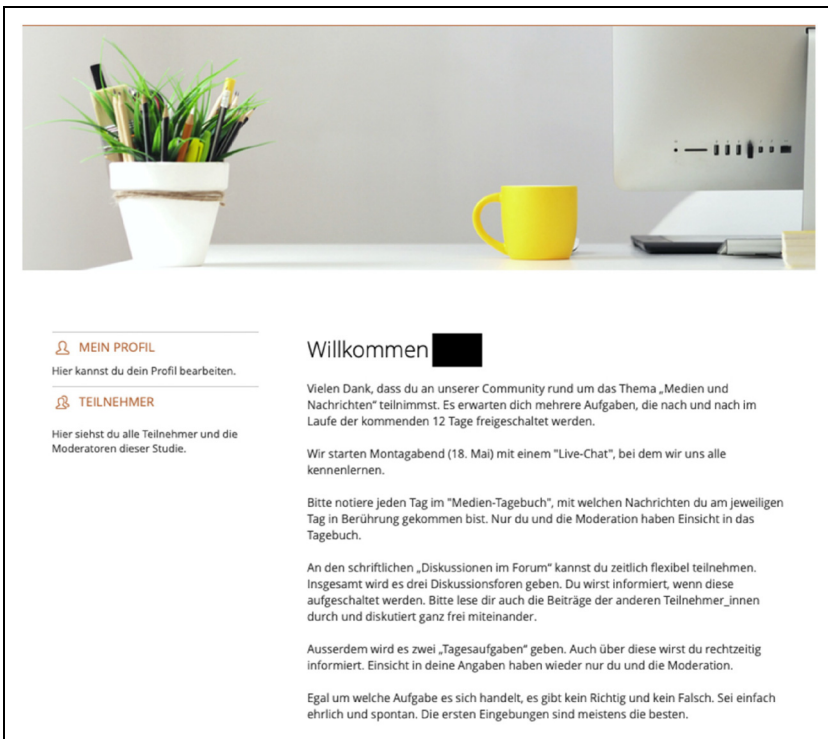 MEIN PROFIL
Hier kannst du dein Profil bearbeiten.
TEILNEHMER
Hier siehst du alle Teilnehmer und die
Moderatoren dieser Studie.
Willkommen
Vielen Dank, dass du an unserer Community rund um das Thema „Medien und
Nachrichten“ teilnimmst. Es erwarten dich mehrere Aufgaben, die nach und nach im
Laufe der kommenden 12 Tage freigeschaltet werden.
Wir starten Montagabend (18. Mai) mit einem "Live-Chat", bei dem wir uns alle
kennenlernen.
Bitte notiere jeden Tag im "Medien-Tagebuch", mit welchen Nachrichten du am jeweiligen
Tag in Berührung gekommen bist. Nur du und die Moderation haben Einsicht in das
Tagebuch.
An den schriftlichen „Diskussionen im Forum“ kannst du zeitlich flexibel teilnehmen.
Insgesamt wird es drei Diskussionsforen geben. Du wirst informiert, wenn diese
aufgeschaltet werden. Bitte lese dir auch die Beiträge der anderen Teilnehmer_innen
durch und diskutiert ganz frei miteinander.
Ausserdem wird es zwei „Tagesaufgaben“ geben. Auch über diese wirst du rechtzeitig
informiert. Einsicht in deine Angaben haben wieder nur du und die Moderation.
Egal um welche Aufgabe es sich handelt, es gibt kein Richtig und kein Falsch. Sei einfach
ehrlich und spontan. Die ersten Eingebungen sind meistens die besten.